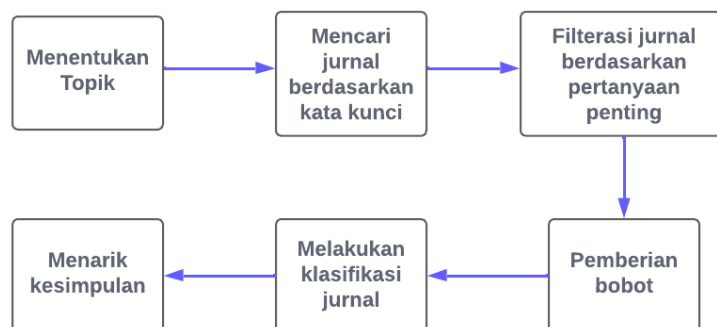 Menentukan
Topik
Mencari
jurnal
berdasarkan
kata kunci
Filterasi jurnal
berdasarkan
pertanyaan
penting
Pemberian
bobot
Melakukan
klasifikasi
jurnal
Menarik
kesimpulan